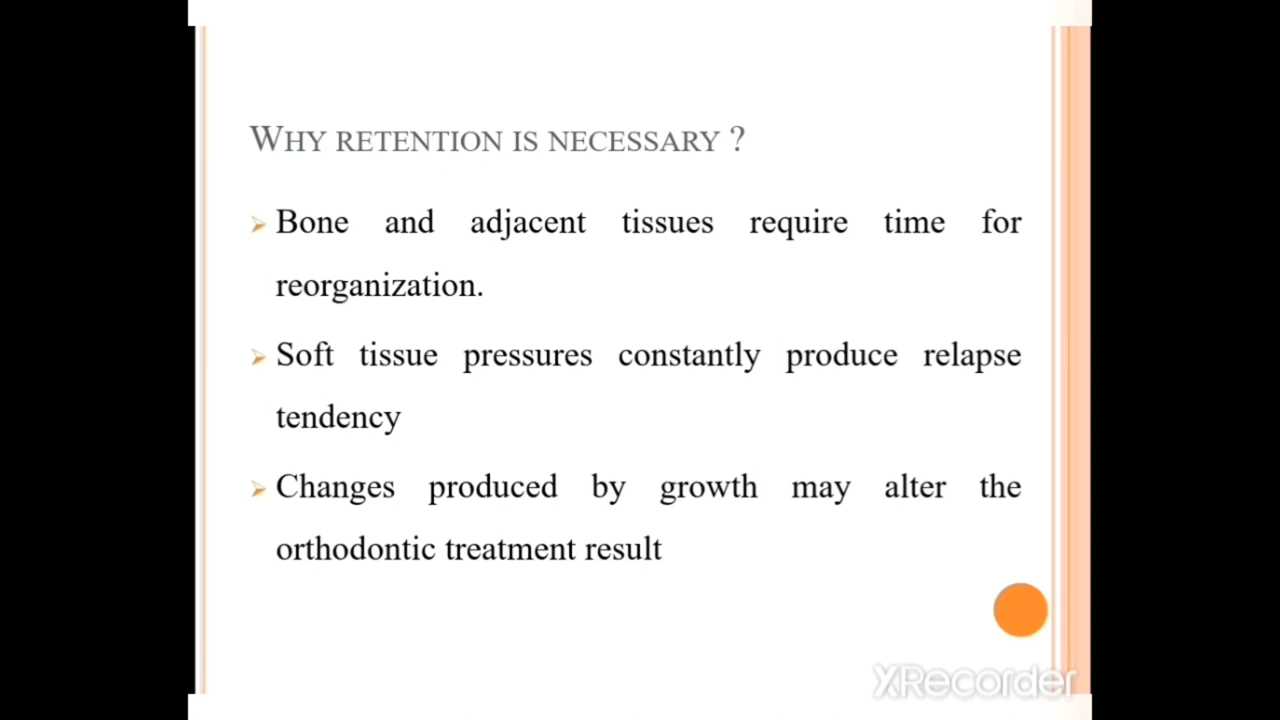 WHY RETENTION IS NECESSARY ?
Bone and adjacent tissues require time for
reorganization.
Soft tissue pressures constantly produce relapse
tendency
Changes produced by growth may alter the
orthodontic treatment result
XRecorder